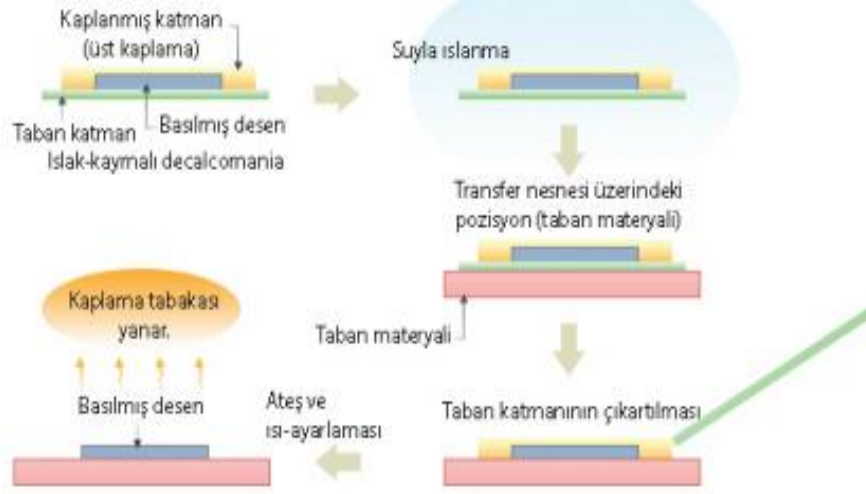 Kaplanmış katman
(üst kaplama)
Taban katman
Basılmış desen
Islak-kaymalı decalcomania
Suyla ıslanma
Transfer nesnesi üzerindeki
pozisyon (taban materyali)
Taban materyali
Taban katmanının çıkartılması
Ateş ve
ısı-ayarlaması
Kaplama tabakası
yanar.
Basılmış desen